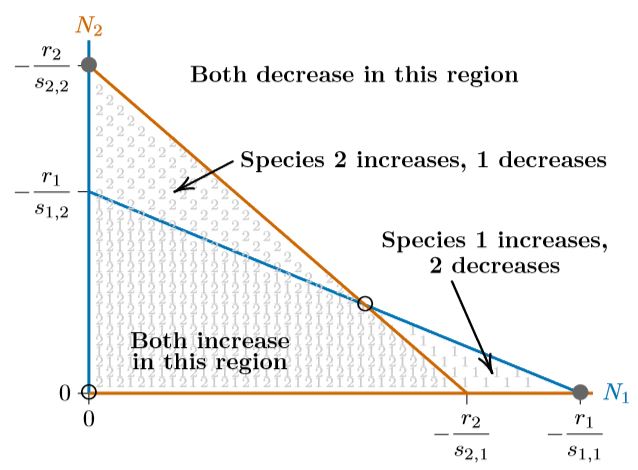 N₂
−r₂/s₂,₂
Both decrease in this region
Species 2 increases, 1 decreases
−r₁/s₁,₂
Species 1 increases,
2 decreases
Both increase
in this region
0
N₁
0
−r₂/s₂,₁
−r₁/s₁,₁